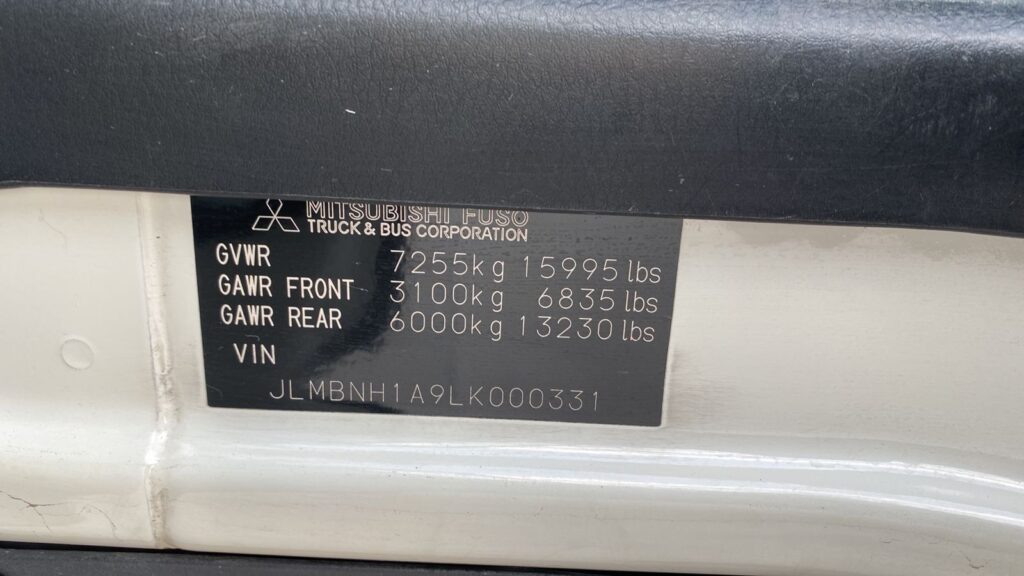 MITSUBISHI FUSO
TRUCK & BUS CORPORATION
GVWR 7255kg 15995 lbs
GAWR FRONT 3100kg 6835 lbs
GAWR REAR 6000kg 13230 lbs
VIN
JLMBNH1A9LK000331